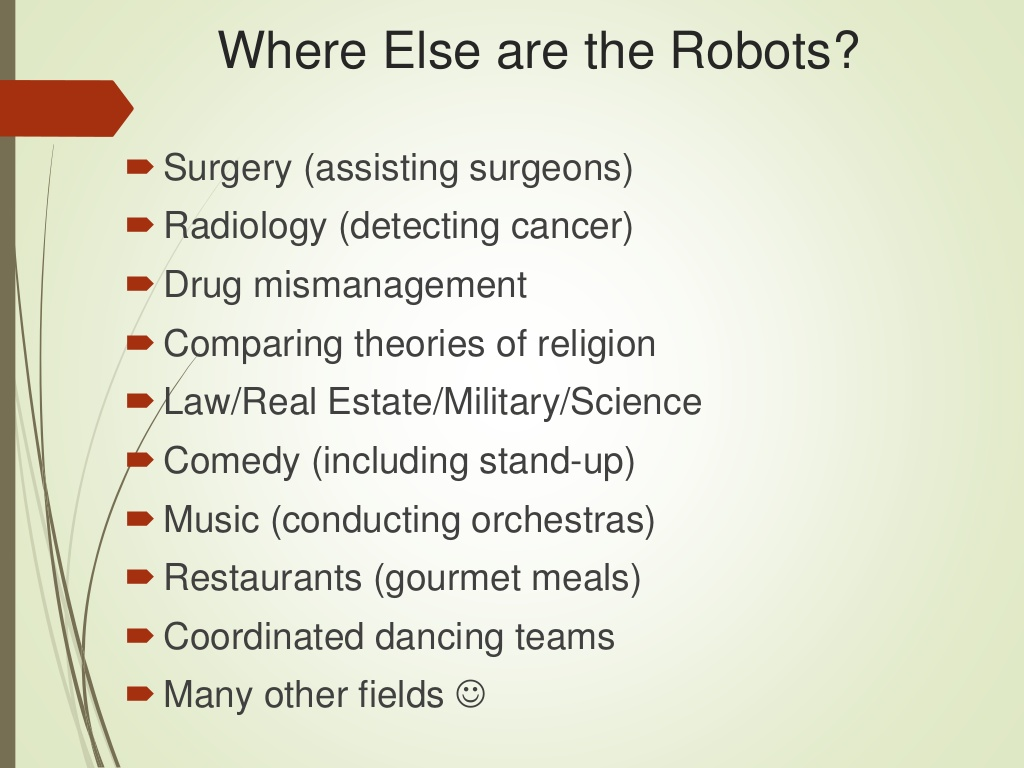 Where Else are the Robots?
Surgery (assisting surgeons)
Radiology (detecting cancer)
Drug mismanagement
Comparing theories of religion
Law/Real Estate/Military/Science
Comedy (including stand-up)
Music (conducting orchestras)
Restaurants (gourmet meals)
Coordinated dancing teams
Many other fields ☺